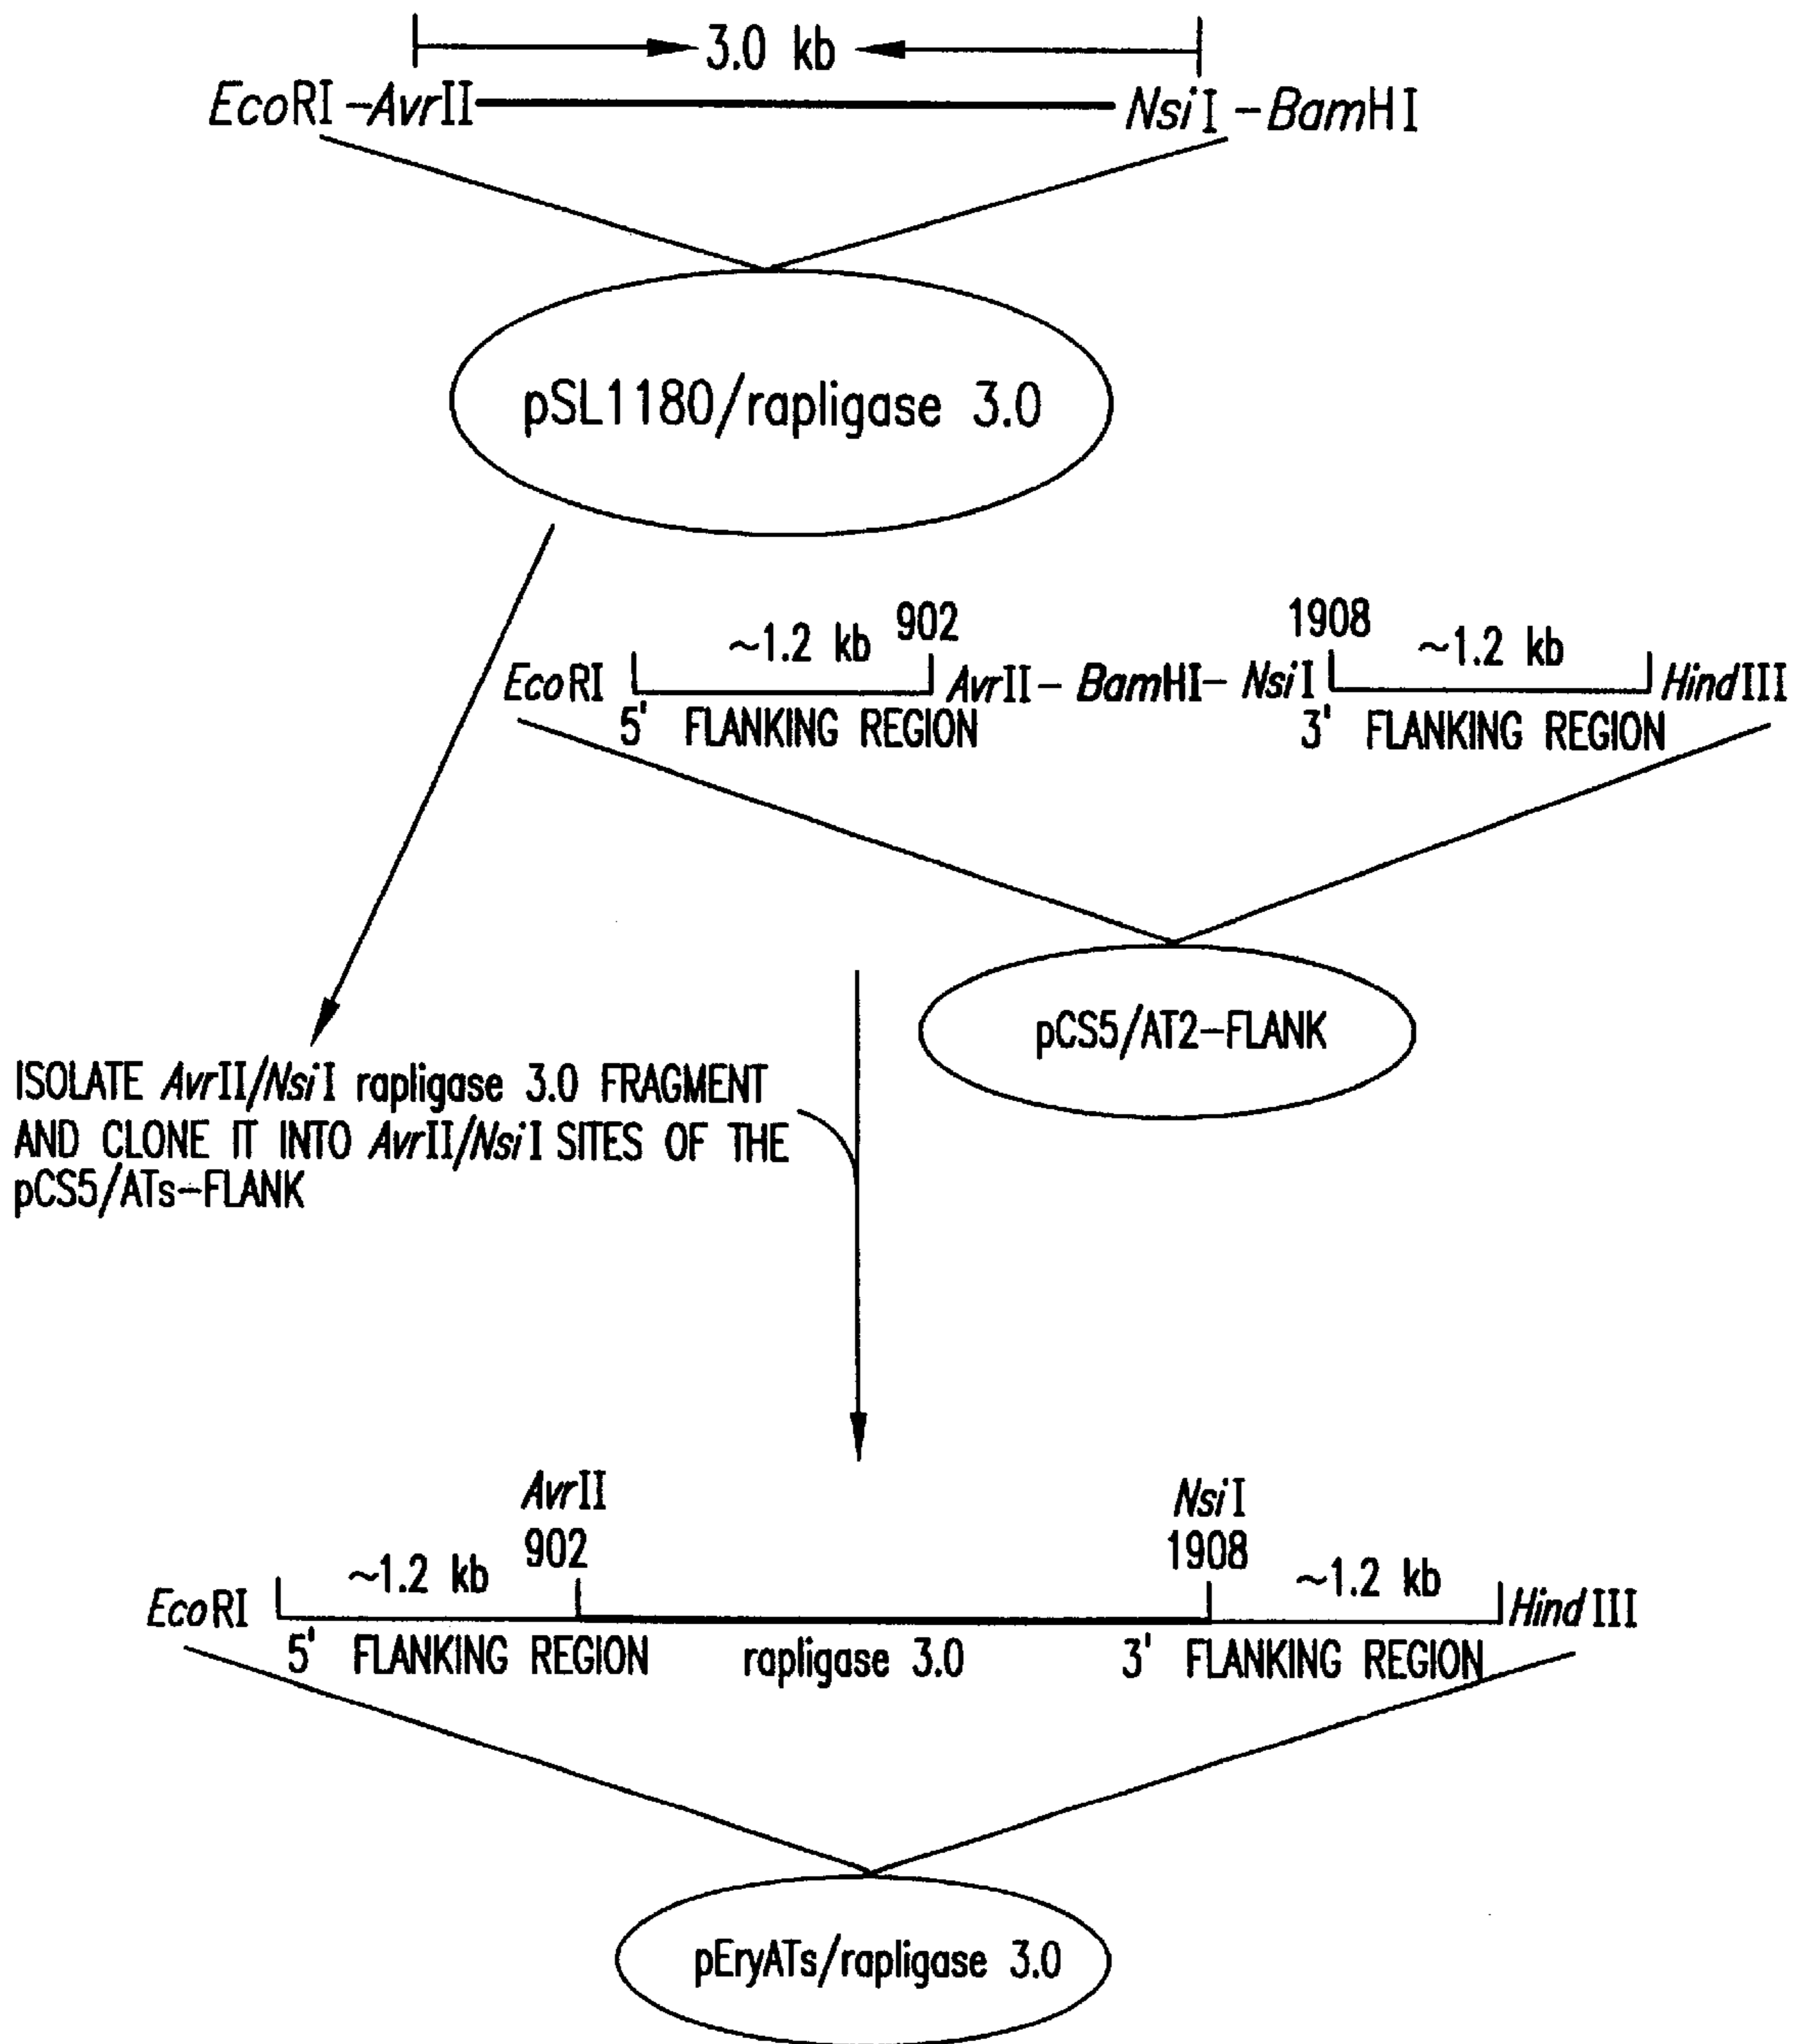 3.0 kb
EcoRI-AvrII NsiI-BamHI
pSL1180/rapligase 3.0
~1.2 kb 902 1908 ~1.2 kb
EcoRI AvrII- BamHI- NsiI HindIII
5' FLANKING REGION 3' FLANKING REGION
pCS5/AT2-FLANK
ISOLATE AvrII/NsiI rapligase 3.0 FRAGMENT
AND CLONE IT INTO AvrII/NsiI SITES OF THE
pCS5/ATs-FLANK
AvrII NsiI
~1.2 kb 902 1908 ~1.2 kb
EcoRI HindIII
5' FLANKING REGION rapligase 3.0 3' FLANKING REGION
pEryATs/rapligase 3.0